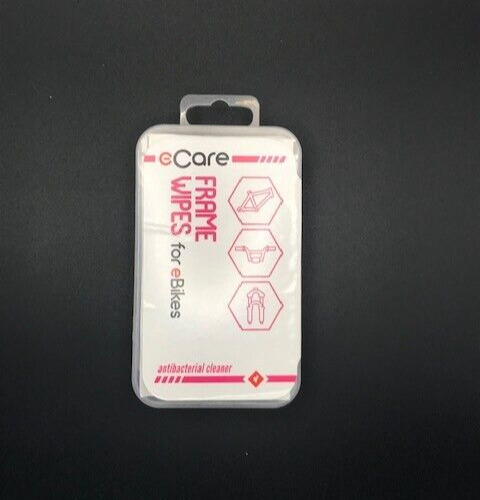 eCare
FRAME
WIPES for eBikes
antibacterial cleaner